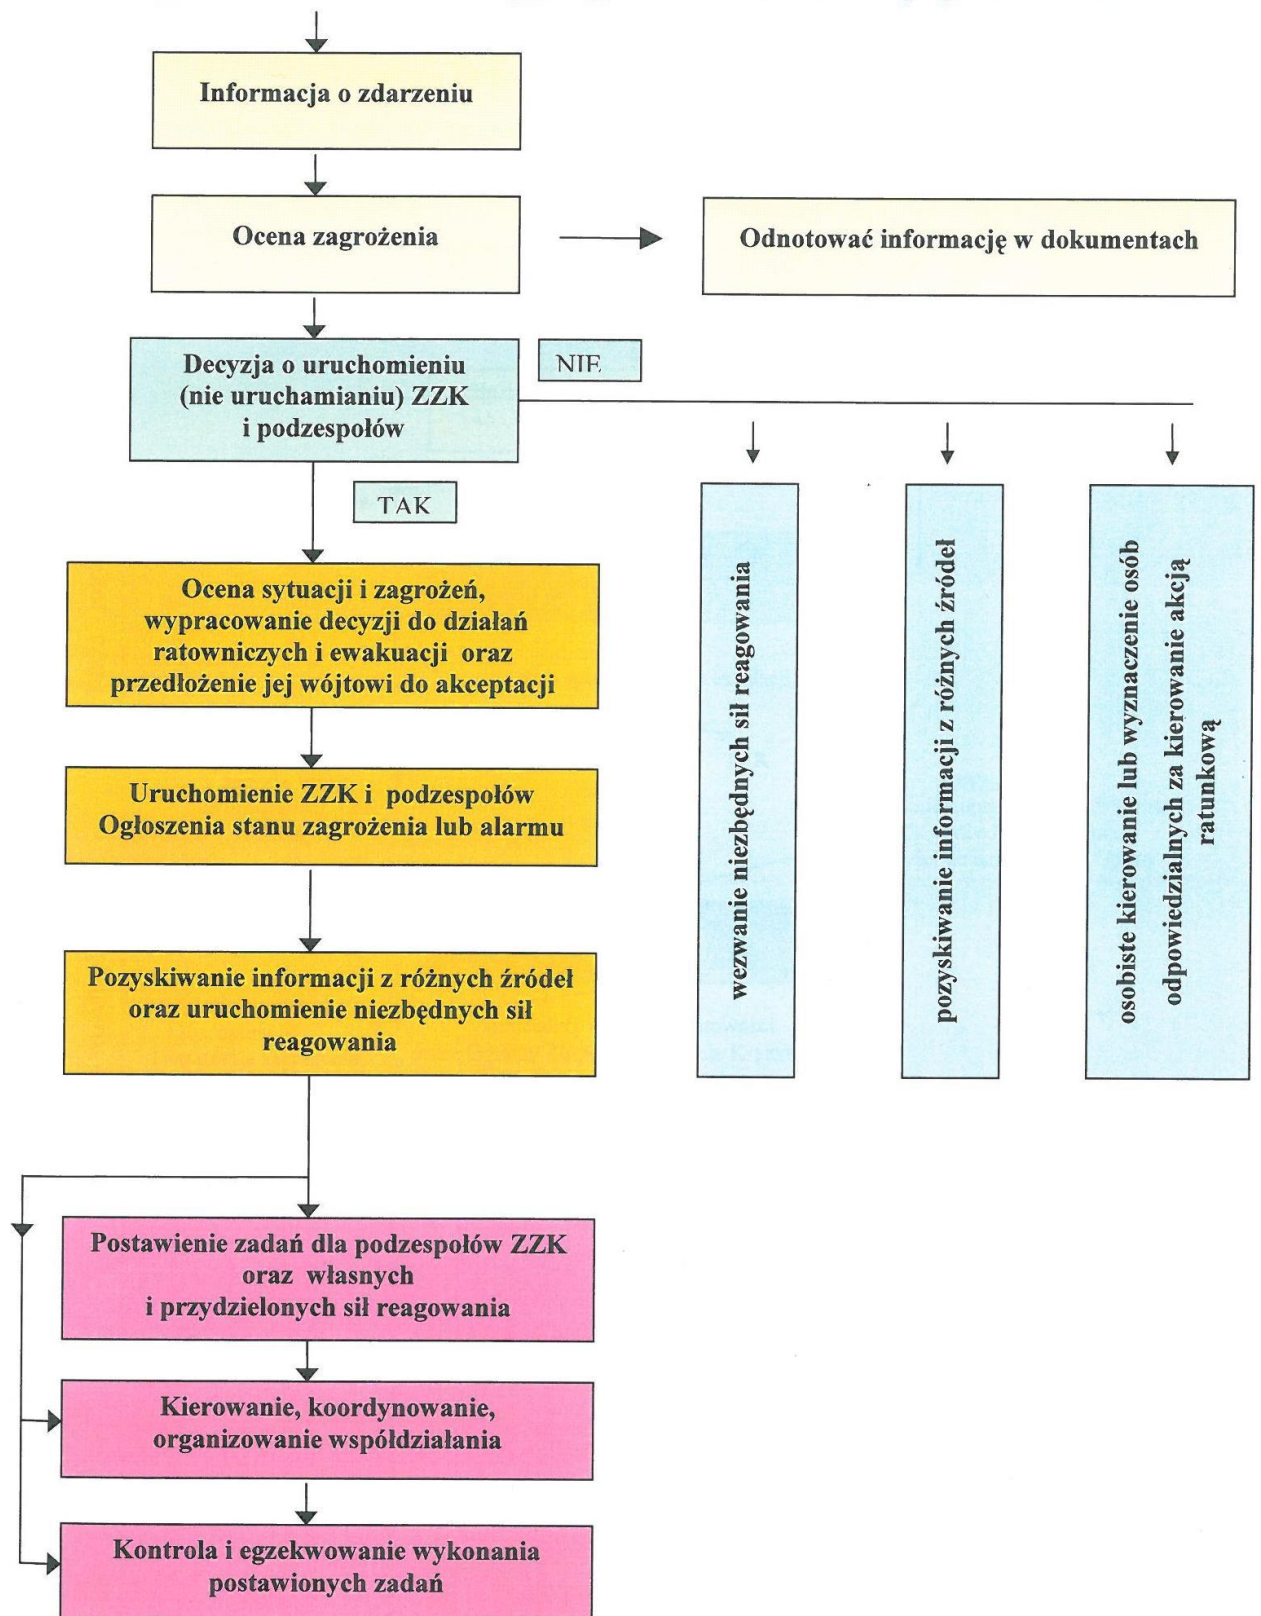 Informacja o zdarzeniu
Ocena zagrożenia
Odnotować informację w dokumentach
Decyzja o uruchomieniu
(nie uruchamianiu) ZZK
i podzespołów
NIE
TAK
Ocena sytuacji i zagrożeń,
wypracowanie decyzji do działań
ratowniczych i ewakuacji oraz
przedłożenie jej wójtowi do akceptacji
Uruchomienie ZZK i podzespołów
Ogłoszenia stanu zagrożenia lub alarmu
Pozyskiwanie informacji z różnych źródeł
oraz uruchomienie niezbędnych sił
reagowania
wezwanie niezbędnych sił reagowania
pozyskiwanie informacji z różnych źródeł
osobiste kierowanie lub wyznaczenie osób
odpowiedzialnych za kierowanie akcją
ratunkową
Postawienie zadań dla podzespołów ZZK
oraz własnych
i przydzielonych sił reagowania
Kierowanie, koordynowanie,
organizowanie współdziałania
Kontrola i egzekwowanie wykonania
postawionych zadań